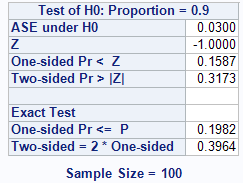 Test of H0: Proportion = 0.9
ASE under H0 0.0300
Z -1.0000
One-sided Pr < Z 0.1587
Two-sided Pr > |Z| 0.3173
Exact Test
One-sided Pr <= P 0.1982
Two-sided = 2 * One-sided 0.3964
Sample Size = 100